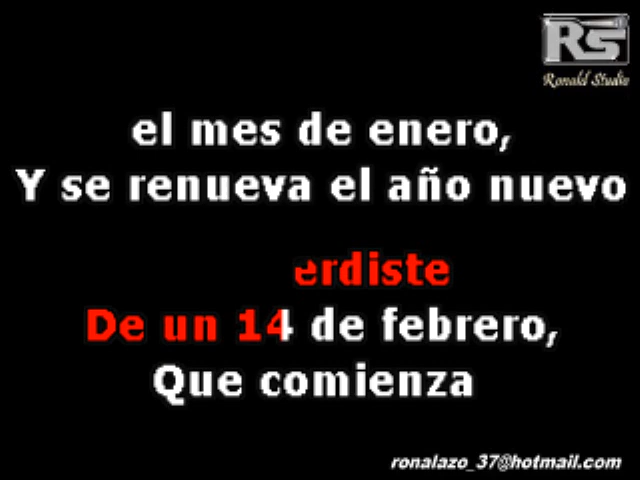 RS
Ronald Studio
el mes de enero,
Y se renueva el año nuevo
erdiste
De un 14 de febrero,
Que comienza
ronalazo_37@hotmail.com